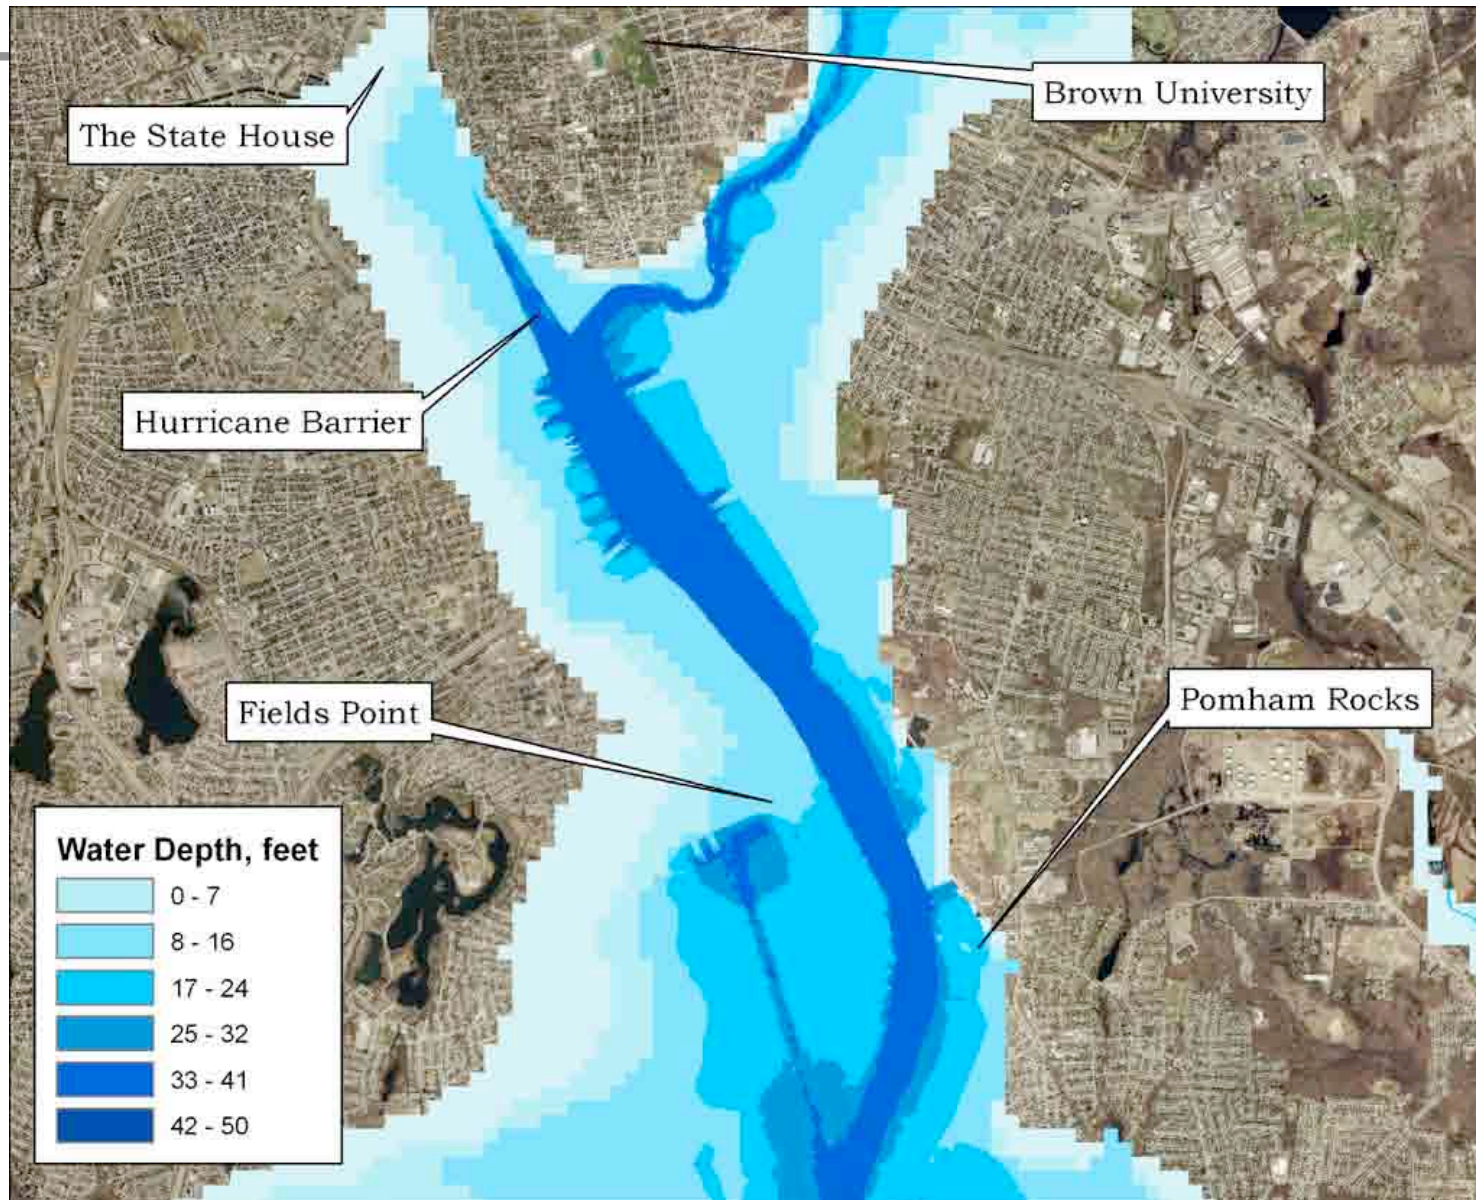 Brown University
The State House
Hurricane Barrier
Fields Point
Pomham Rocks
Water Depth, feet
0 - 7
8 - 16
17 - 24
25 - 32
33 - 41
42 - 50